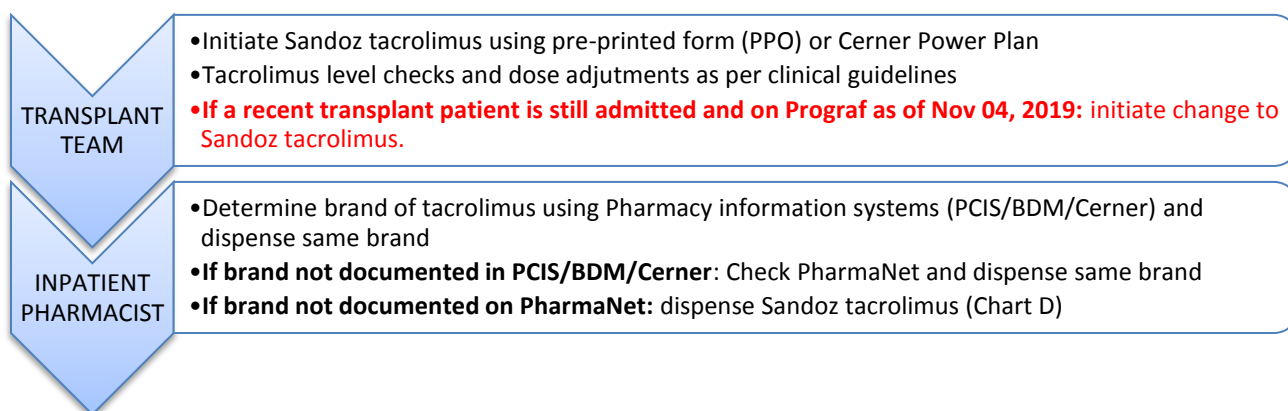 TRANSPLANT
TEAM
•Initiate Sandoz tacrolimus using pre-printed form (PPO) or Cerner Power Plan
•Tacrolimus level checks and dose adjutments as per clinical guidelines
•If a recent transplant patient is still admitted and on Prograf as of Nov 04, 2019: initiate change to
Sandoz tacrolimus.
INPATIENT
PHARMACIST
•Determine brand of tacrolimus using Pharmacy information systems (PCIS/BDM/Cerner) and
dispense same brand
•If brand not documented in PCIS/BDM/Cerner: Check PharmaNet and dispense same brand
•If brand not documented on PharmaNet: dispense Sandoz tacrolimus (Chart D)